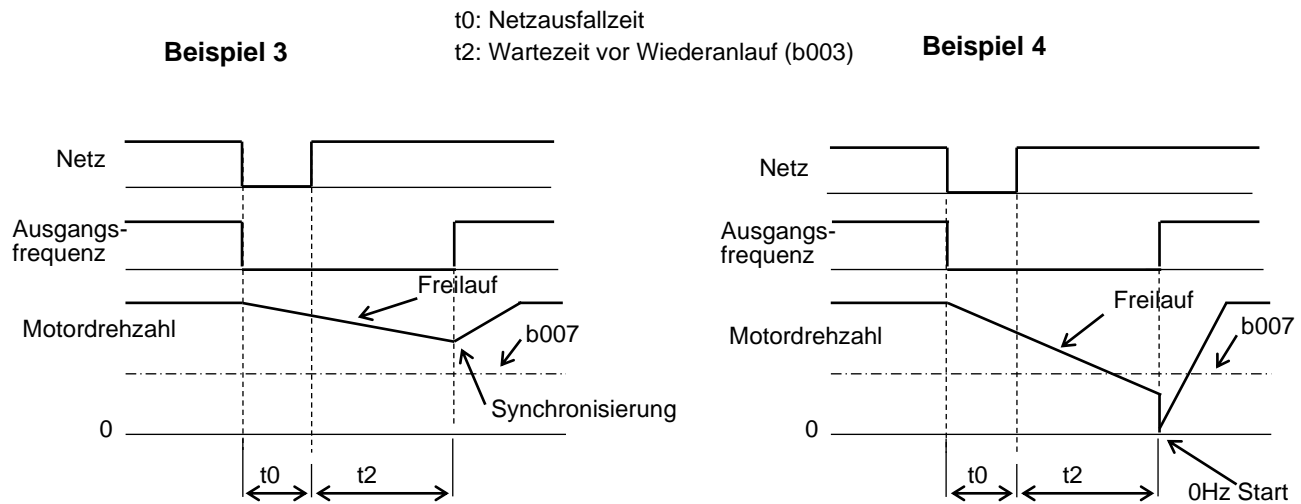 t0: Netzausfallzeit
t2: Wartezeit vor Wiederanlauf (b003)
Beispiel 3
Netz
Ausgangs-
frequenz
Freilauf
Motordrehzahl
b007
Synchronisierung
0
t0
t2
Beispiel 4
Netz
Ausgangs-
frequenz
Freilauf
Motordrehzahl
b007
0
t0
t2
0Hz Start